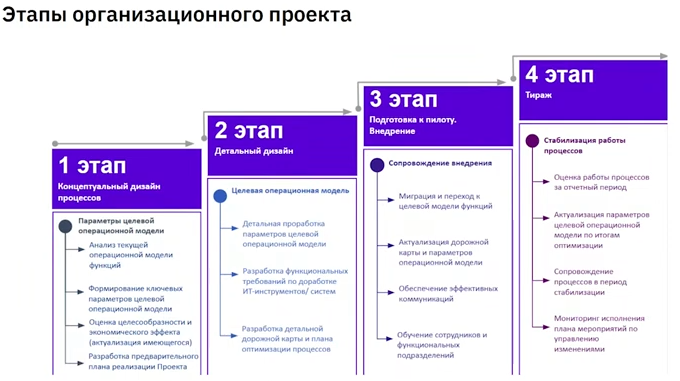 Этапы организационного проекта
1 этап
Концептуальный дизайн
процессов
Параметры целевой
операционной модели
Анализ текущей
операционной модели
функций
Формирование ключевых
параметров целевой
операционной модели
Оценка целесообразности и
экономического эффекта
(актуализация имеющегося)
Разработка предварительного
плана реализации Проекта
2 этап
Детальный дизайн
Целевая операционная модель
Детальная проработка
параметров целевой
операционной модели
Разработка функциональных
требований по доработке
ИТ-инструментов/ систем
Разработка детальной
дорожной карты и плана
оптимизации процессов
3 этап
Подготовка к пилоту.
Внедрение
Сопровождение внедрения
Миграция и переход к
целевой модели функций
Актуализация дорожной
карты и параметров
операционной модели
Обеспечение эффективных
коммуникаций
Обучение сотрудников и
функциональных
подразделений
4 этап
Тираж
Стабилизация работы
процессов
Оценка работы процессов
за отчетный период
Актуализация параметров
целевой операционной
модели по итогам
оптимизации
Сопровождение
процессов в период
стабилизации
Мониторинг исполнения
плана мероприятий по
управлению
изменениями